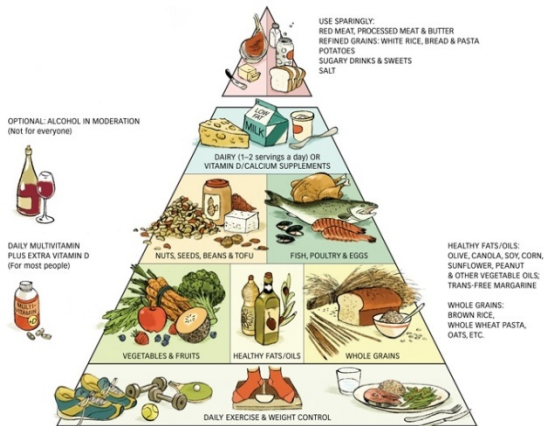 USE SPARINGLY:
RED MEAT, PROCESSED MEAT & BUTTER
REFINED GRAINS: WHITE RICE, BREAD & PASTA
POTATOES
SUGARY DRINKS & SWEETS
SALT
OPTIONAL: ALCOHOL IN MODERATION
(Not for everyone)
LOW
FAT
MILK
DAIRY (1–2 servings a day) OR
VITAMIN D/CALCIUM SUPPLEMENTS
DAILY MULTIVITAMIN
PLUS EXTRA VITAMIN D
(For most people)
MULTI-
VITAMIN
+D
NUTS, SEEDS, BEANS & TOFU
FISH, POULTRY & EGGS
HEALTHY FATS/OILS:
OLIVE, CANOLA, SOY, CORN,
SUNFLOWER, PEANUT
& OTHER VEGETABLE OILS;
TRANS-FREE MARGARINE
WHOLE GRAINS:
BROWN RICE,
WHOLE WHEAT PASTA,
OATS, ETC.
VEGETABLES & FRUITS
HEALTHY FATS/OILS
WHOLE GRAINS
DAILY EXERCISE & WEIGHT CONTROL